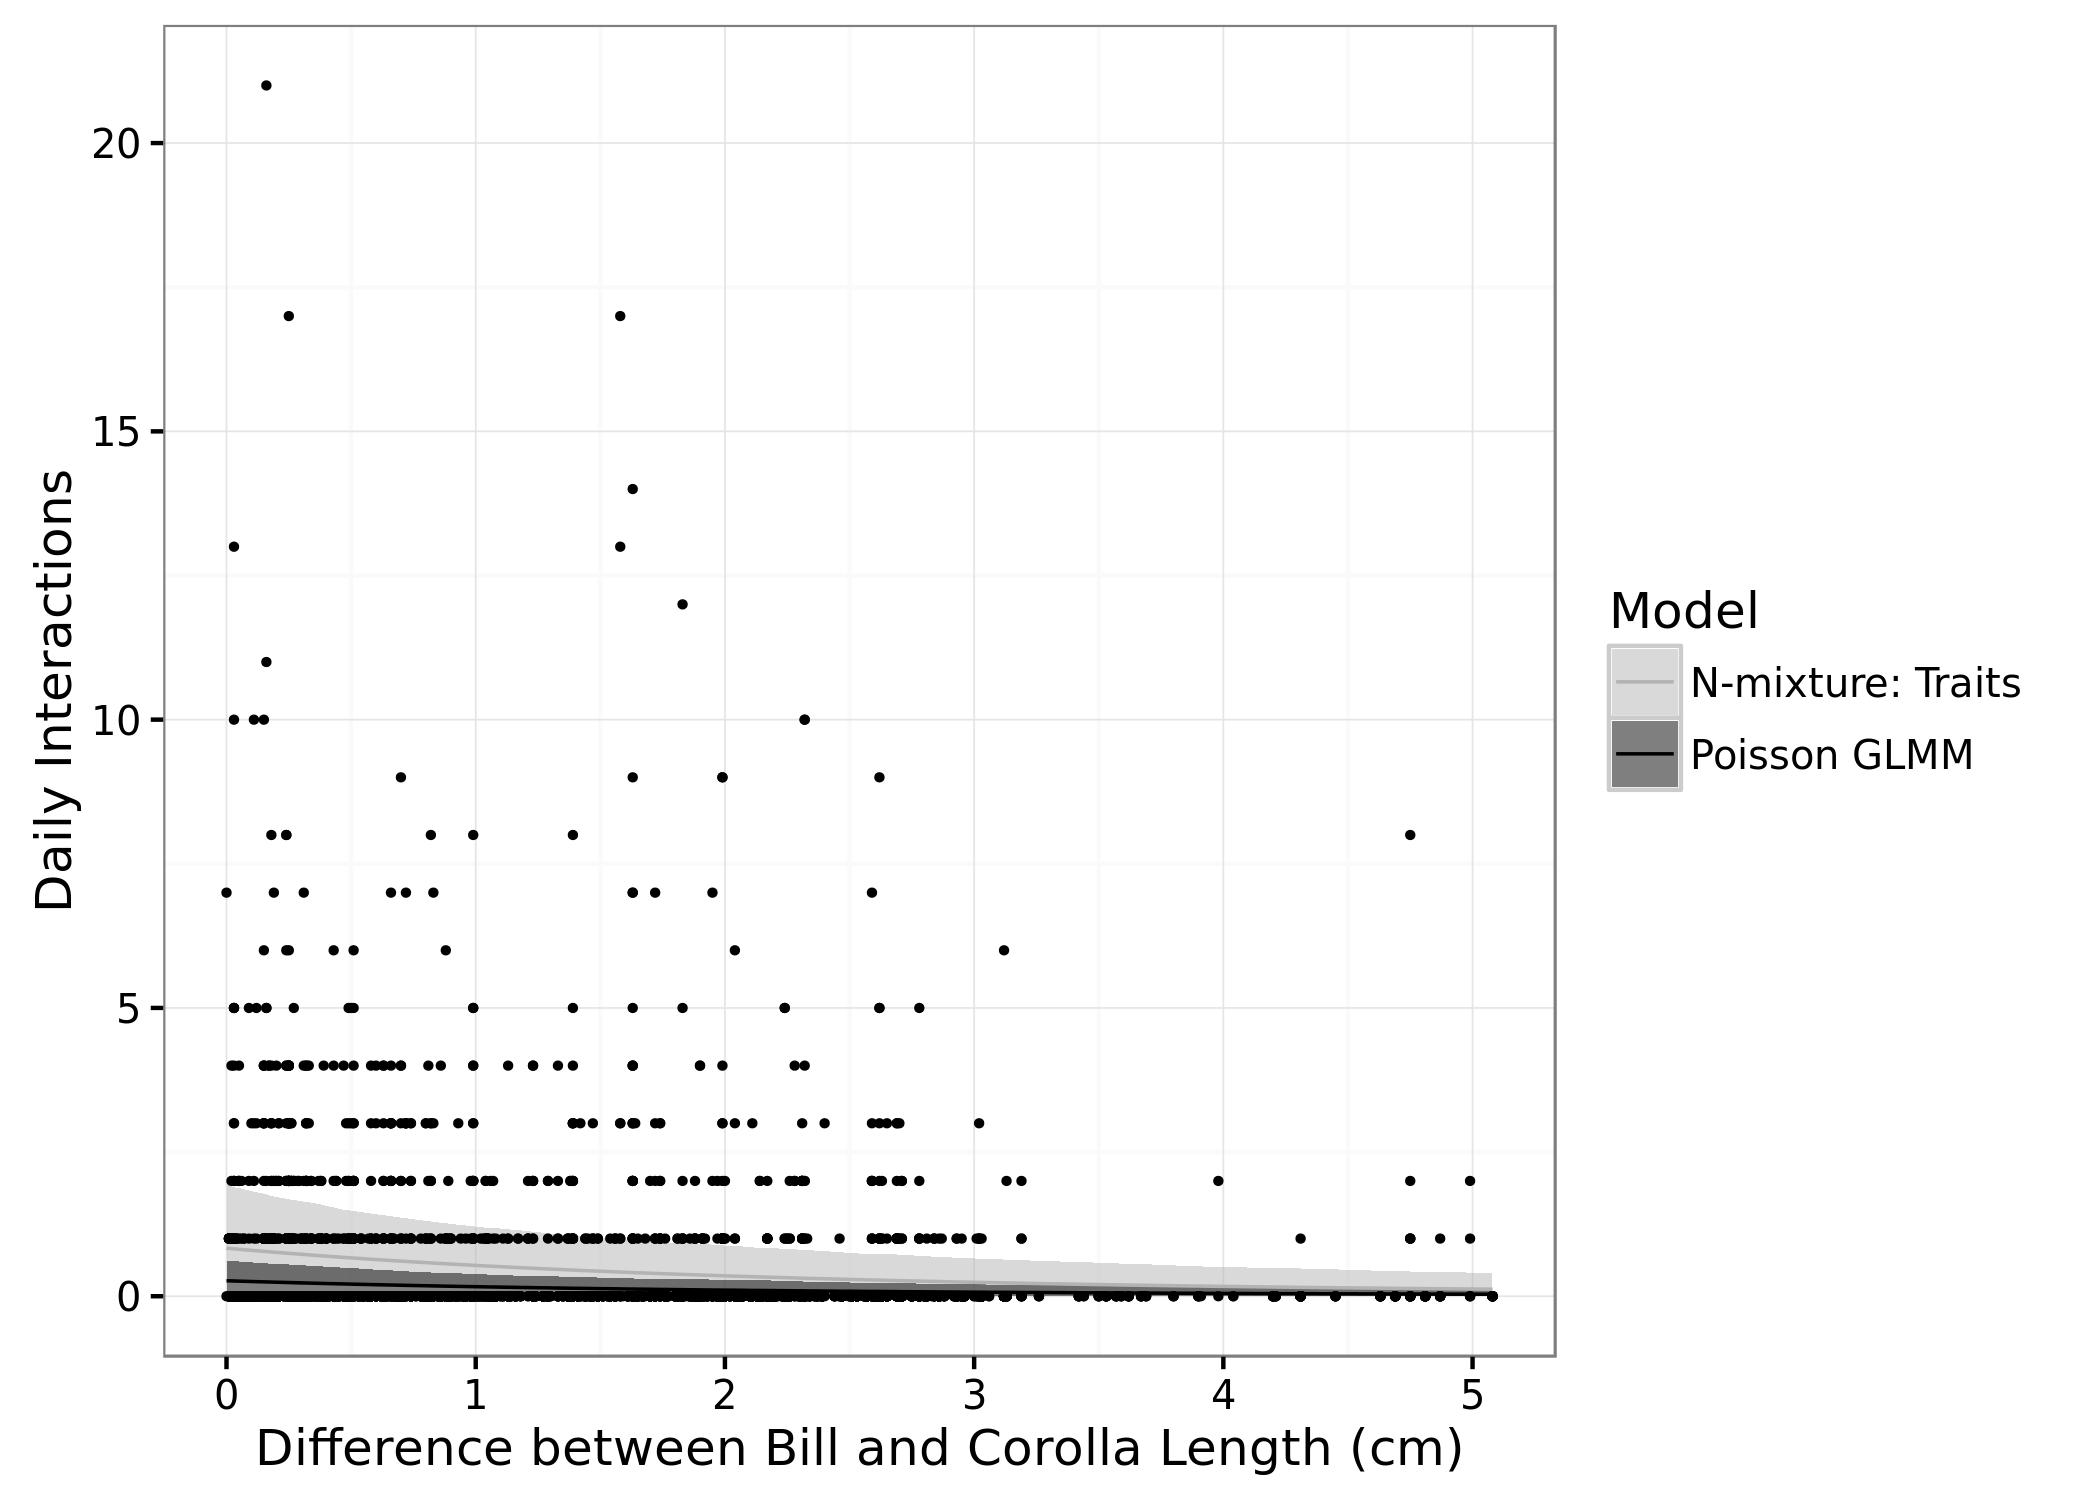 20
15
10
5
0
Daily Interactions
0 1 2 3 4 5
Difference between Bill and Corolla Length (cm)
Model
N-mixture: Traits
Poisson GLMM